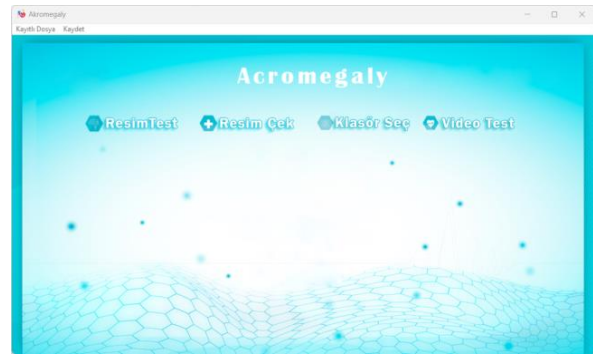 Akromegaly
Kayıtlı Dosya Kaydet
Acromegaly
ResimTest Resim Çek Klasör Seç Video Test